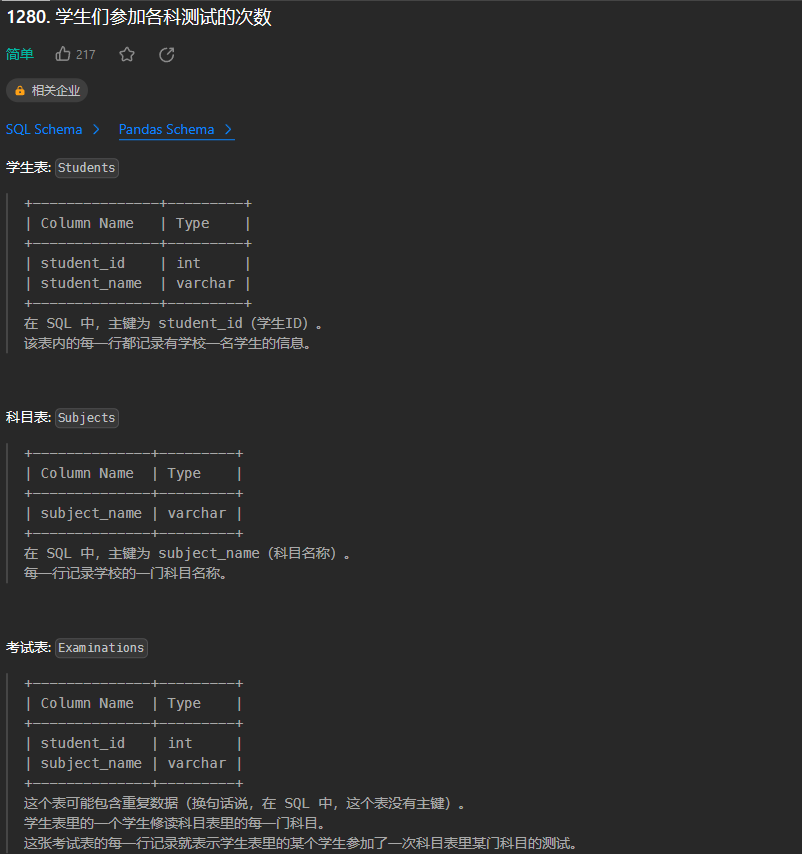 1280. 学生们参加各科测试的次数
简单 217
相关企业
SQL Schema > Pandas Schema >
学生表: Students
+---------------+---------+
| Column Name   | Type    |
+---------------+---------+
| student_id    | int     |
| student_name  | varchar |
+---------------+---------+
在 SQL 中，主键为 student_id（学生ID）。
该表内的每一行都记录有学校一名学生的信息。
科目表: Subjects
+--------------+---------+
| Column Name  | Type    |
+--------------+---------+
| subject_name | varchar |
+--------------+---------+
在 SQL 中，主键为 subject_name（科目名称）。
每一行记录学校的一门科目名称。
考试表: Examinations
+--------------+---------+
| Column Name  | Type    |
+--------------+---------+
| student_id   | int     |
| subject_name | varchar |
+--------------+---------+
这个表可能包含重复数据（换句话说，在 SQL 中，这个表没有主键）。
学生表里的一个学生修读科目表里的每一门科目。
这张考试表的每一行记录就表示学生表里的某个学生参加了一次科目表里某门科目的测试。